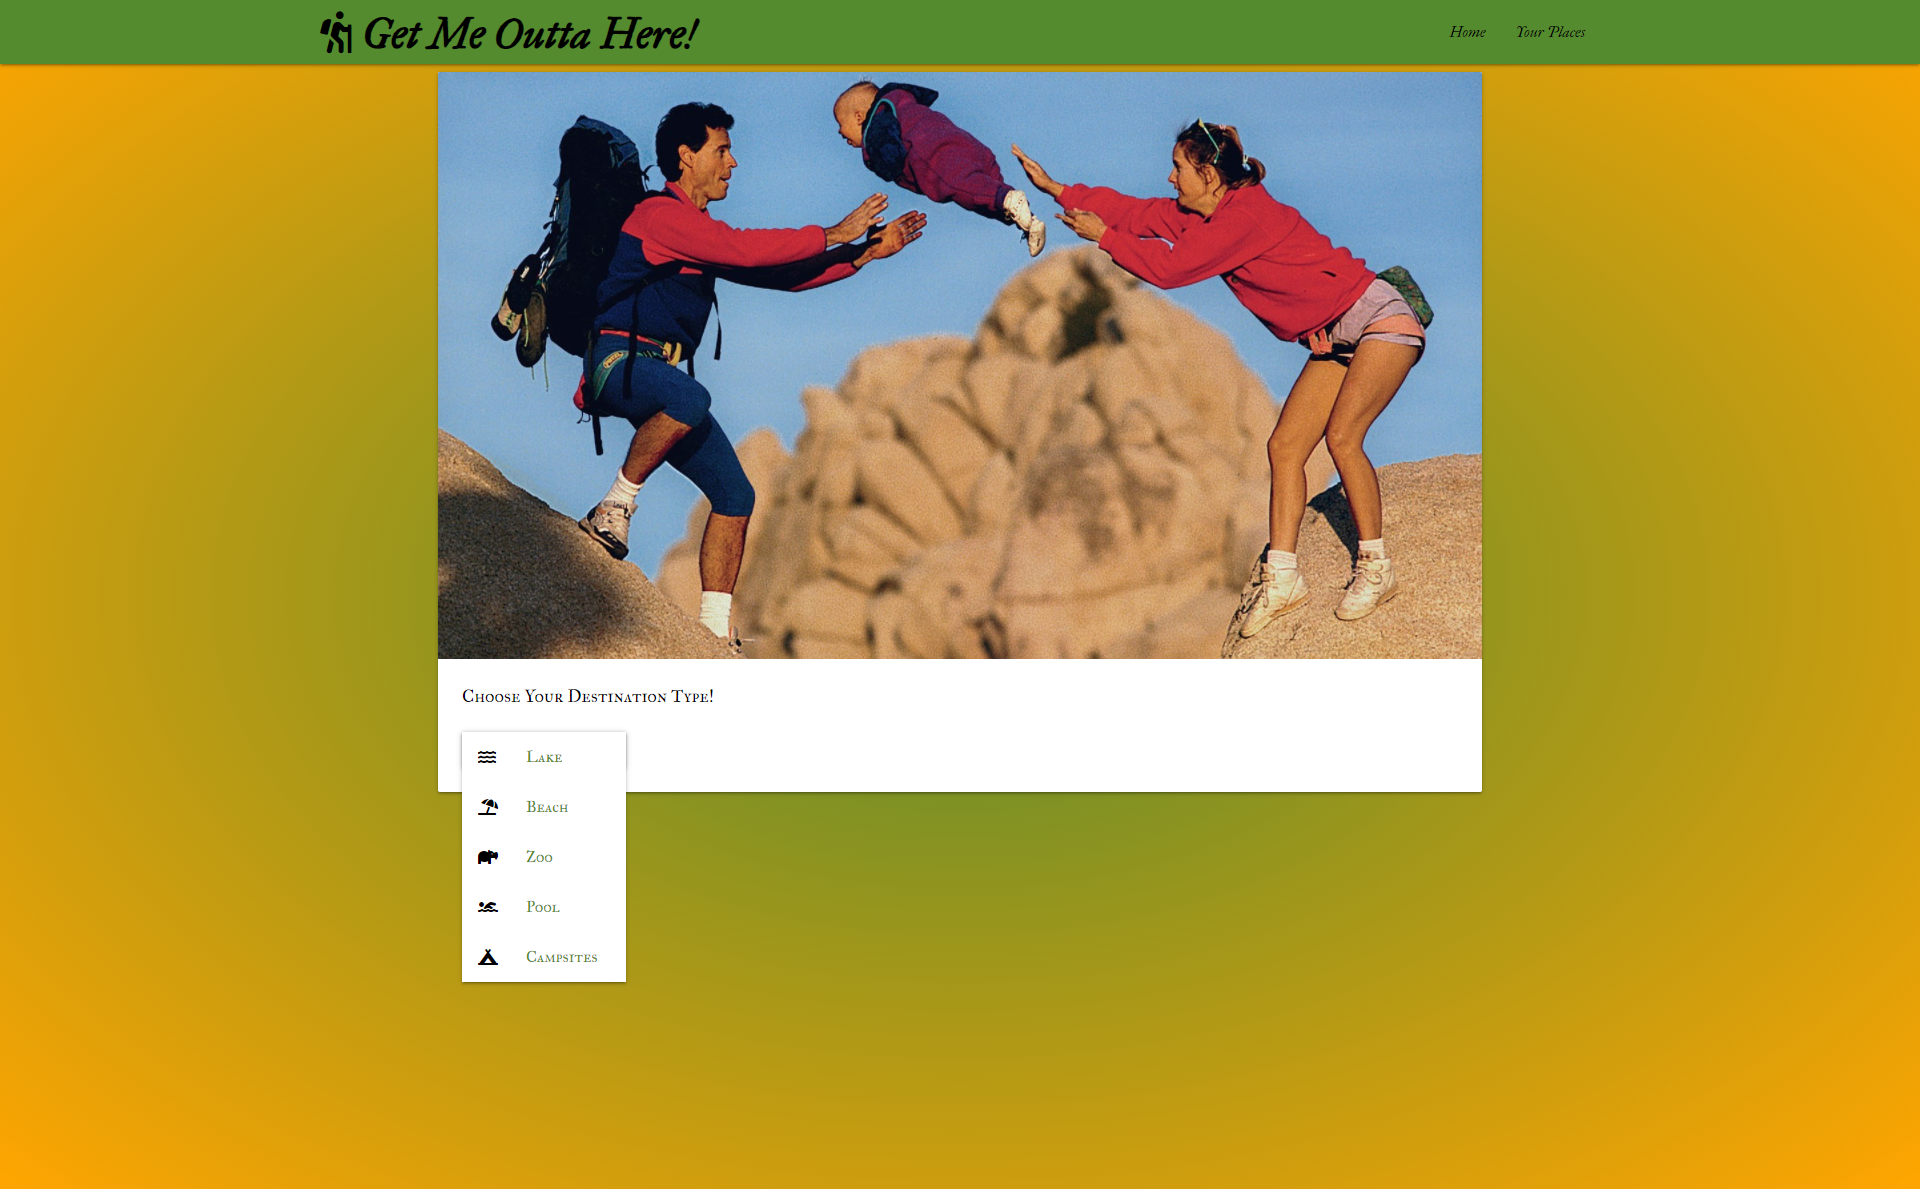 Get Me Outta Here!
Home
Your Places
Choose Your Destination Type!
Lake
Beach
Zoo
Pool
Campsites